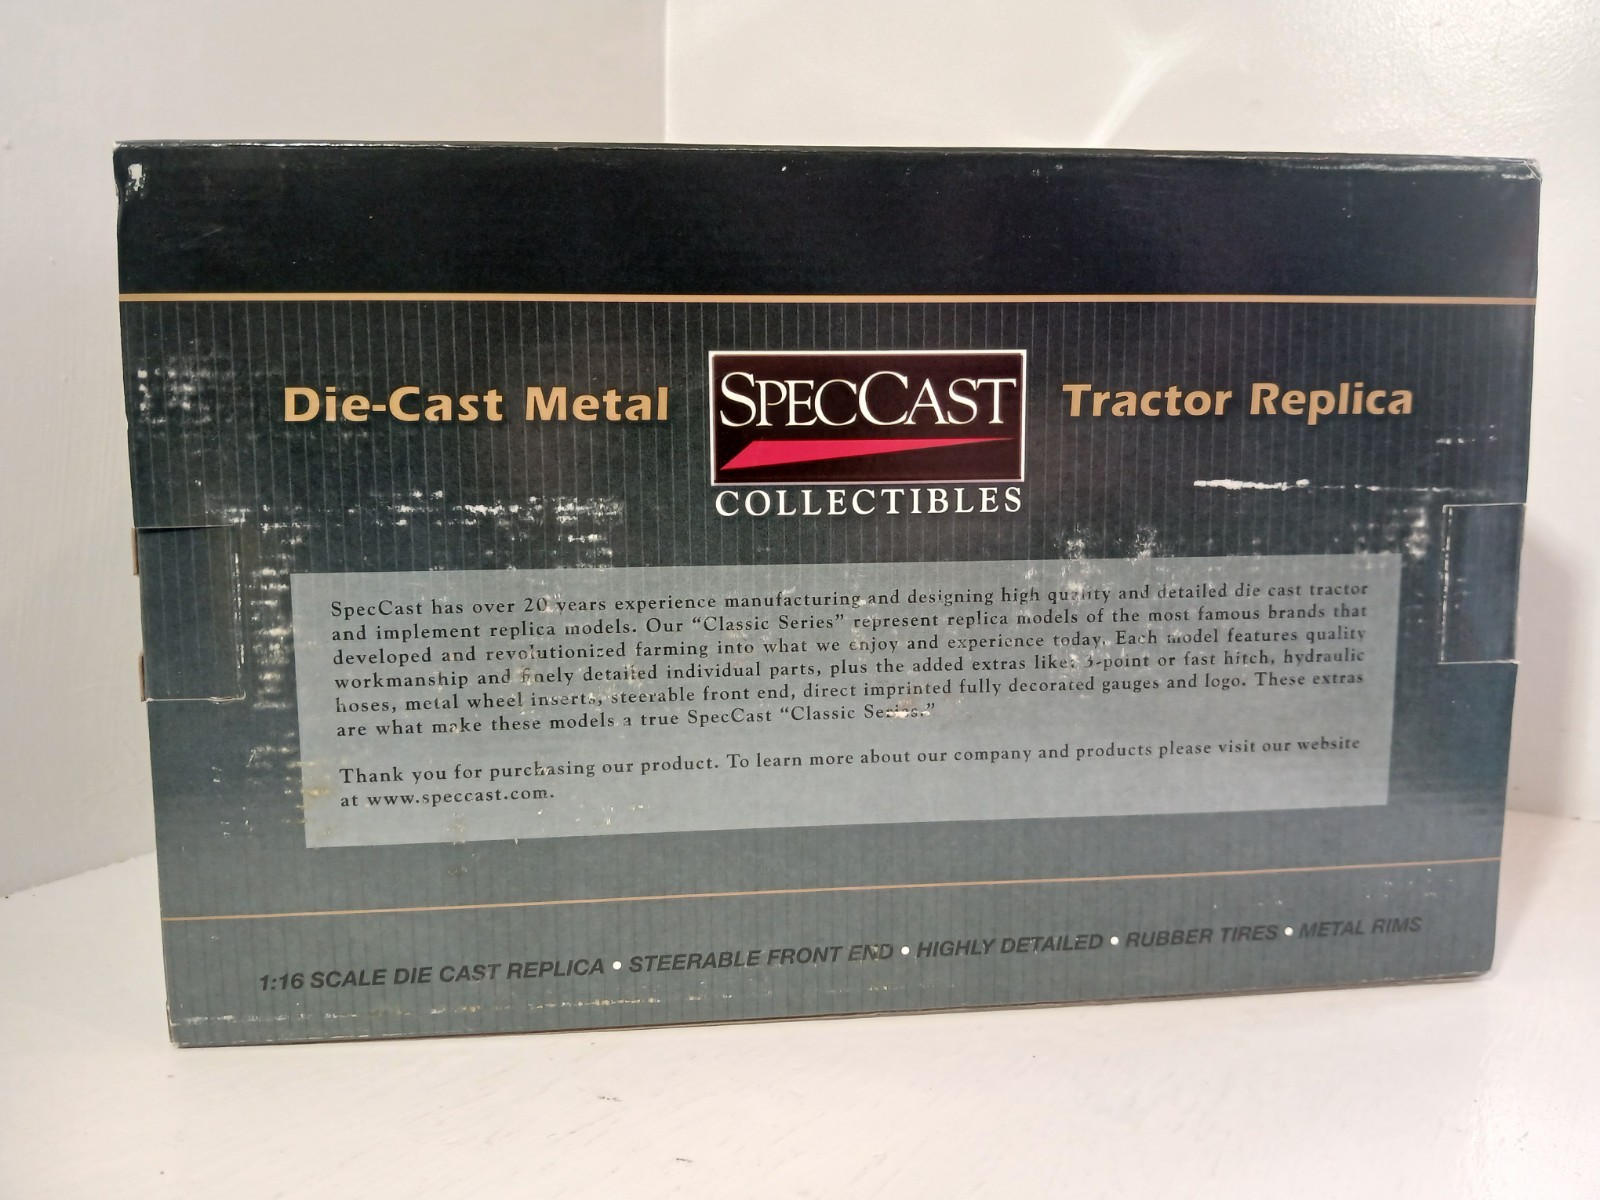 Die-Cast Metal
SPECCAST
COLLECTIBLES
Tractor Replica
SpecCast has over 20 years experience manufacturing and designing high quality and detailed die cast tractor
and implement replica models. Our “Classic Series” represent replica models of the most famous brands that
developed and revolutionized farming into what we enjoy and experience today. Each model features quality
workmanship and finely detailed individual parts, plus the added extras like: 3-point or fast hitch, hydraulic
hoses, metal wheel inserts, steerable front end, direct imprinted fully decorated gauges and logo. These extras
are what make these models a true SpecCast “Classic Series.”
Thank you for purchasing our product. To learn more about our company and products please visit our website
at www.speccast.com.
1:16 SCALE DIE CAST REPLICA • STEERABLE FRONT END • HIGHLY DETAILED • RUBBER TIRES • METAL RIMS